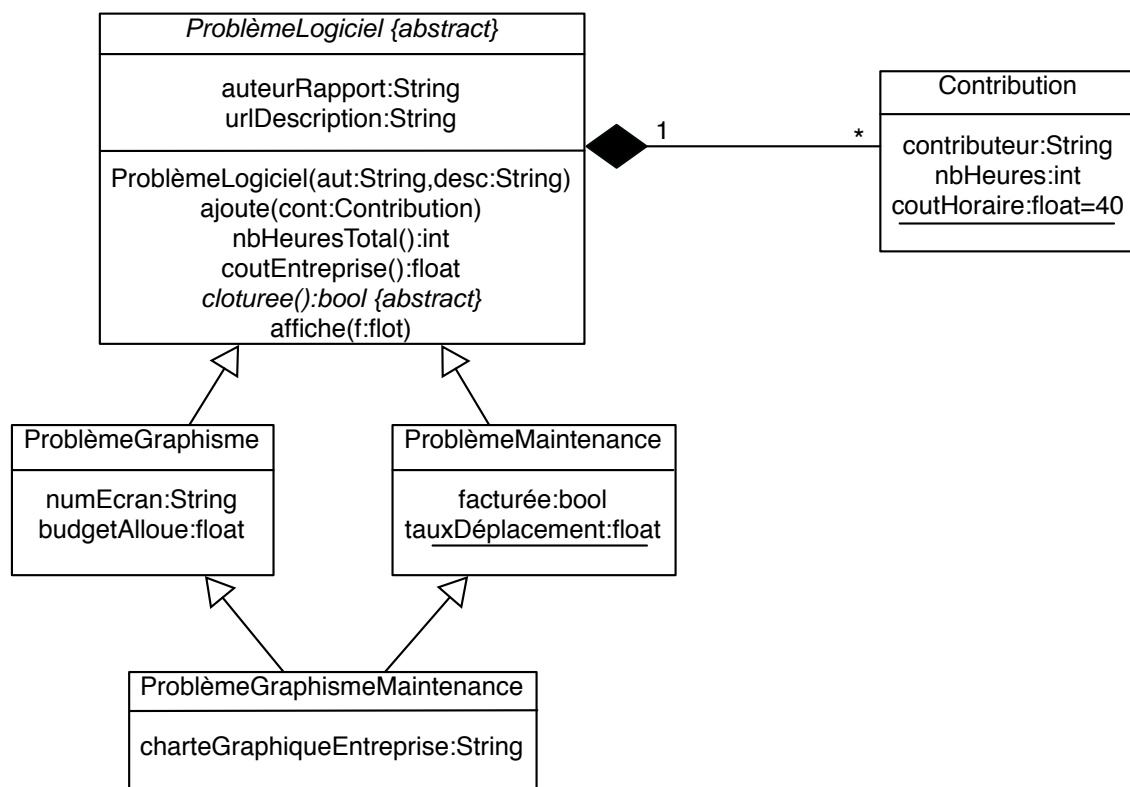 ProblèmeLogiciel {abstract}
auteurRapport:String
urlDescription:String
ProblèmeLogiciel(aut:String,desc:String)
ajoute(cont:Contribution)
nbHeuresTotal():int
coutEntreprise():float
cloturee():bool {abstract}
affiche(f:flot)
1
*
Contribution
contributeur:String
nbHeures:int
coutHoraire:float=40
ProblèmeGraphisme
numEcran:String
budgetAlloue:float
ProblèmeMaintenance
facturée:bool
tauxDéplacement:float
ProblèmeGraphismeMaintenance
charteGraphiqueEntreprise:String